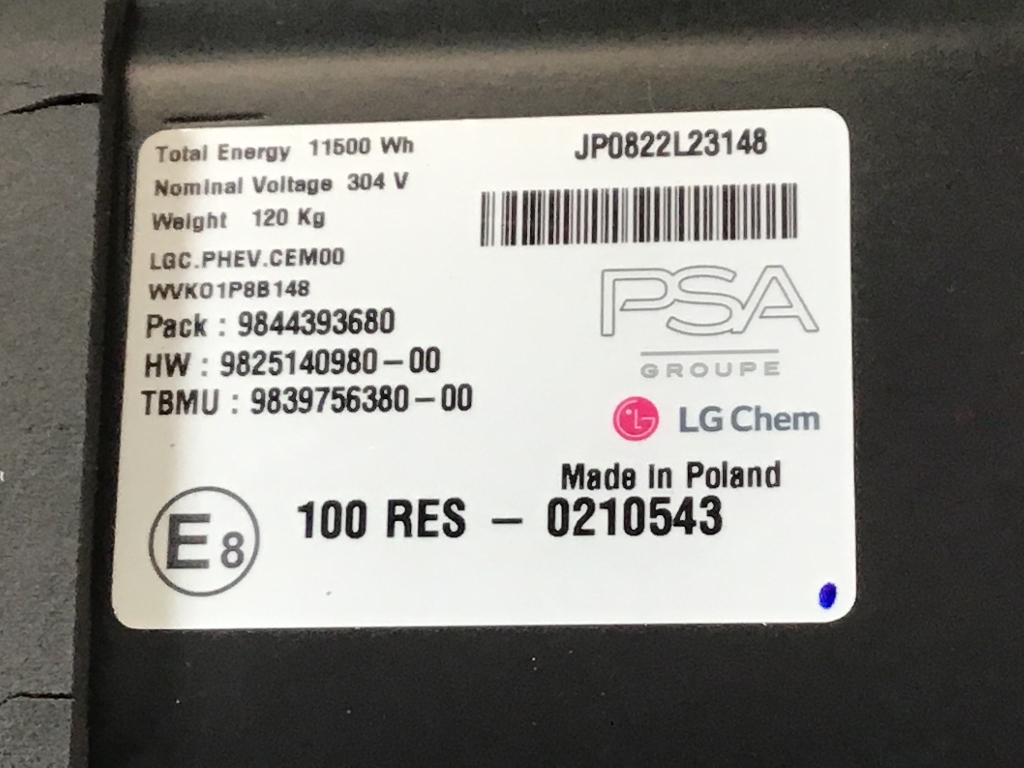 Total Energy 11500 Wh
Nominal Voltage 304 V
Weight 120 Kg
LGC.PHEV.CEM00
WVK01P8B148
Pack : 9844393680
HW : 9825140980-00
TBMU : 9839756380-00
JP0822L23148
PSA
GROUPE
LG Chem
Made in Poland
E8
100 RES – 0210543